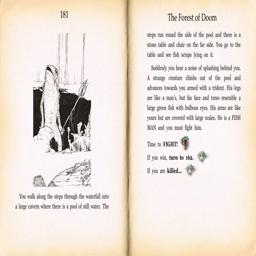 181
You walk along the steps through the waterfall into
a large cavern where there is a pool of still water. The
The Forest of Doom
steps run round the side of the pool and there is a
stone table and chair on the far side. You go to the
table and see fish scraps lying on it.
Suddenly you hear a noise of splashing behind you.
A strange creature climbs out of the pool and
advances towards you armed with a trident. His legs
are like a man's, but his face and torso resemble a
large green fish with bulbous eyes. His arms are like
yours but are covered with large scales. He is a FISH
MAN and you must fight him.
Time to FIGHT!
If you win, turn to 162.
If you are killed...